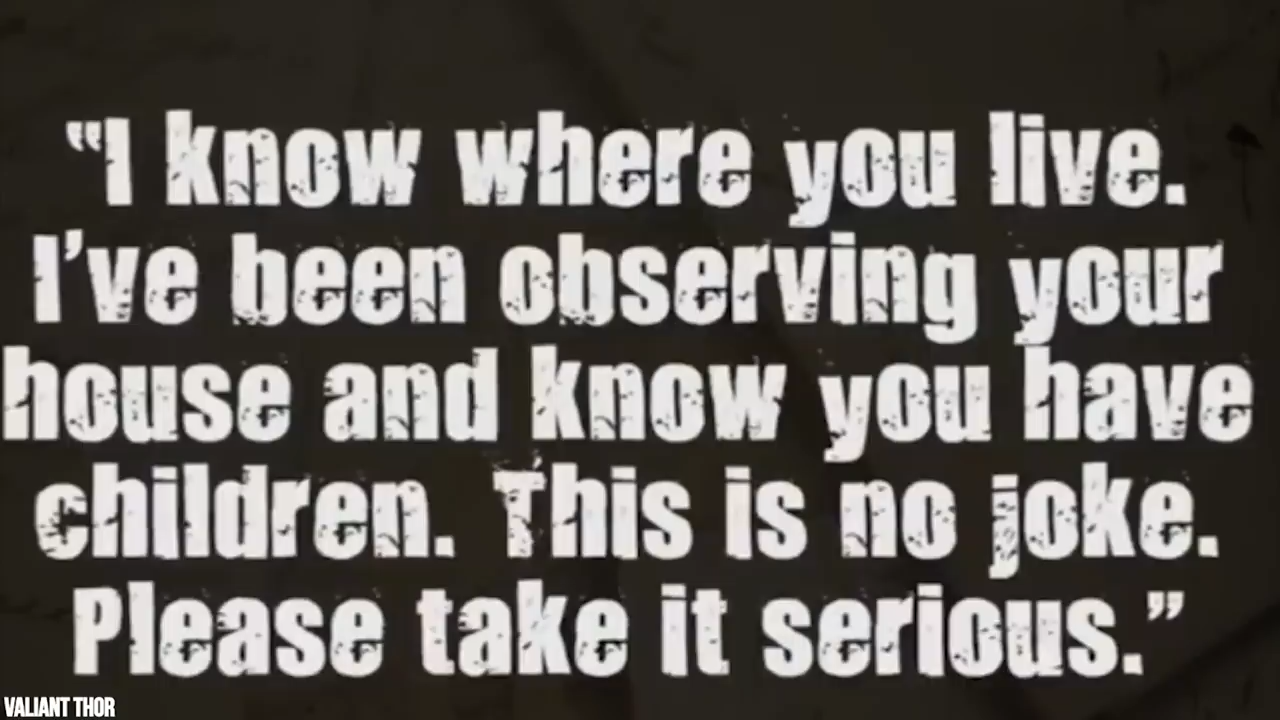 “I know where you live.
I’ve been observing your
house and know you have
children. This is no joke.
Please take it serious.”
VALIANT THOR